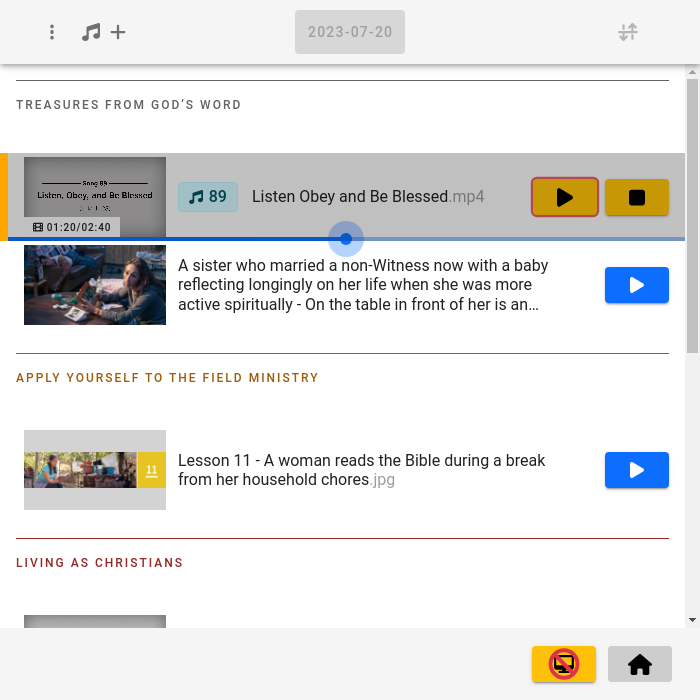 2023-07-20
TREASURES FROM GOD'S WORD
Song 89
Listen, Obey, and Be Blessed
01:20/02:40
89
Listen Obey and Be Blessed.mp4
A sister who married a non-Witness now with a baby
reflecting longingly on her life when she was more
active spiritually - On the table in front of her is an…
APPLY YOURSELF TO THE FIELD MINISTRY
11
Lesson 11 - A woman reads the Bible during a break
from her household chores.jpg
LIVING AS CHRISTIANS